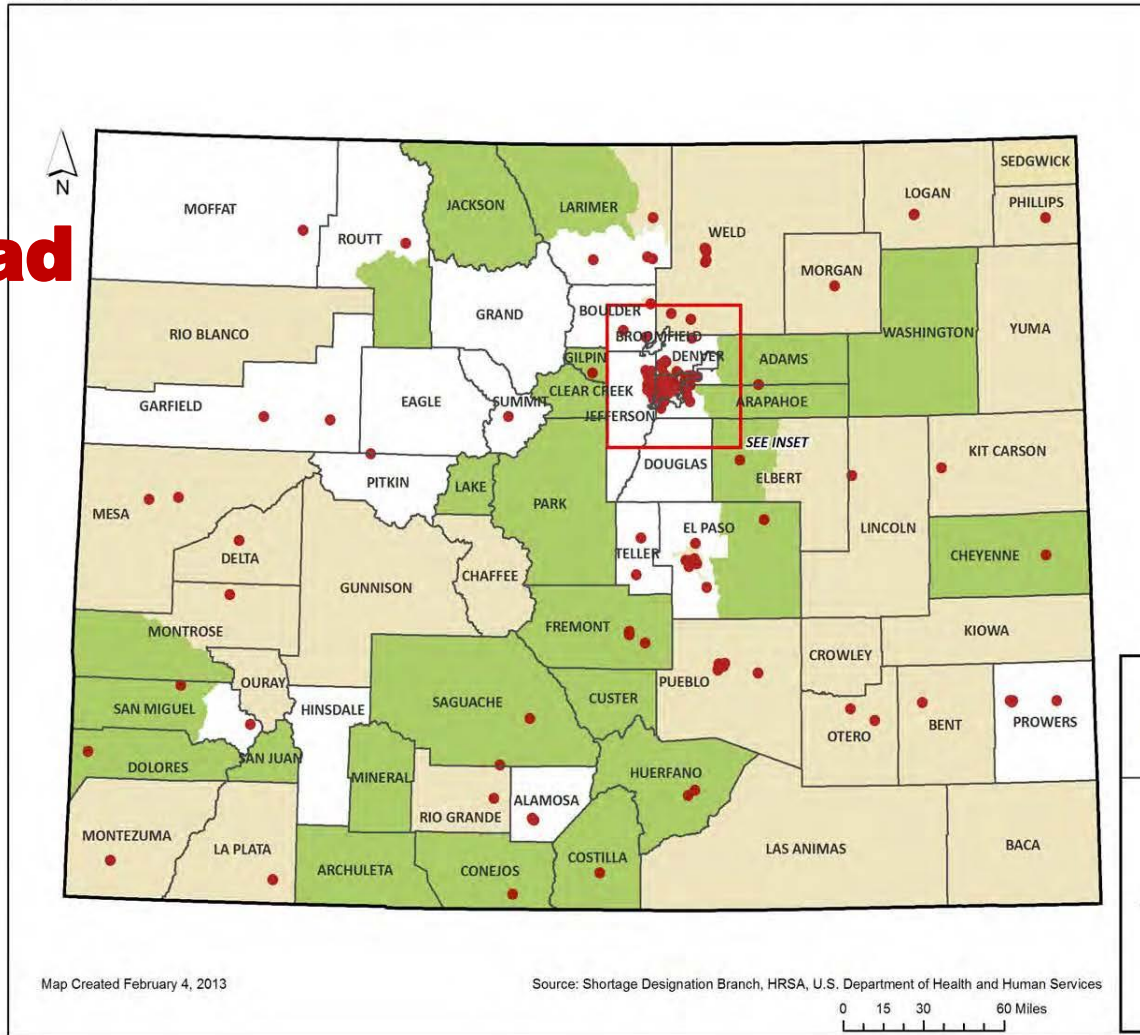 N
ad
SEDGWICK
LOGAN
PHILLIPS
MOFFAT
JACKSON
LARIMER
ROUTT
WELD
MORGAN
RIO BLANCO
GRAND
BOULDER
BROOMFIELD
WASHINGTON
YUMA
GILPIN
DENVER
ADAMS
CLEAR CREEK
ARAPAHOE
GARFIELD
EAGLE
SUMMIT
JEFFERSON
SEE INSET
KIT CARSON
DOUGLAS
ELBERT
PITKIN
LAKE
PARK
MESA
LINCOLN
EL PASO
TELLER
CHEYENNE
DELTA
CHAFFEE
GUNNISON
FREMONT
MONTROSE
KIOWA
CROWLEY
OURAY
PUEBLO
SAGUACHE
CUSTER
SAN MIGUEL
HINSDALE
PROWERS
BENT
OTERO
SAN JUAN
DOLORES
MINERAL
HUERFANO
ALAMOSA
RIO GRANDE
MONTEZUMA
LA PLATA
LAS ANIMAS
BACA
COSTILLA
ARCHULETA
CONEJOS
Map Created February 4, 2013
Source: Shortage Designation Branch, HRSA, U.S. Department of Health and Human Services
0 15 30 60 Miles